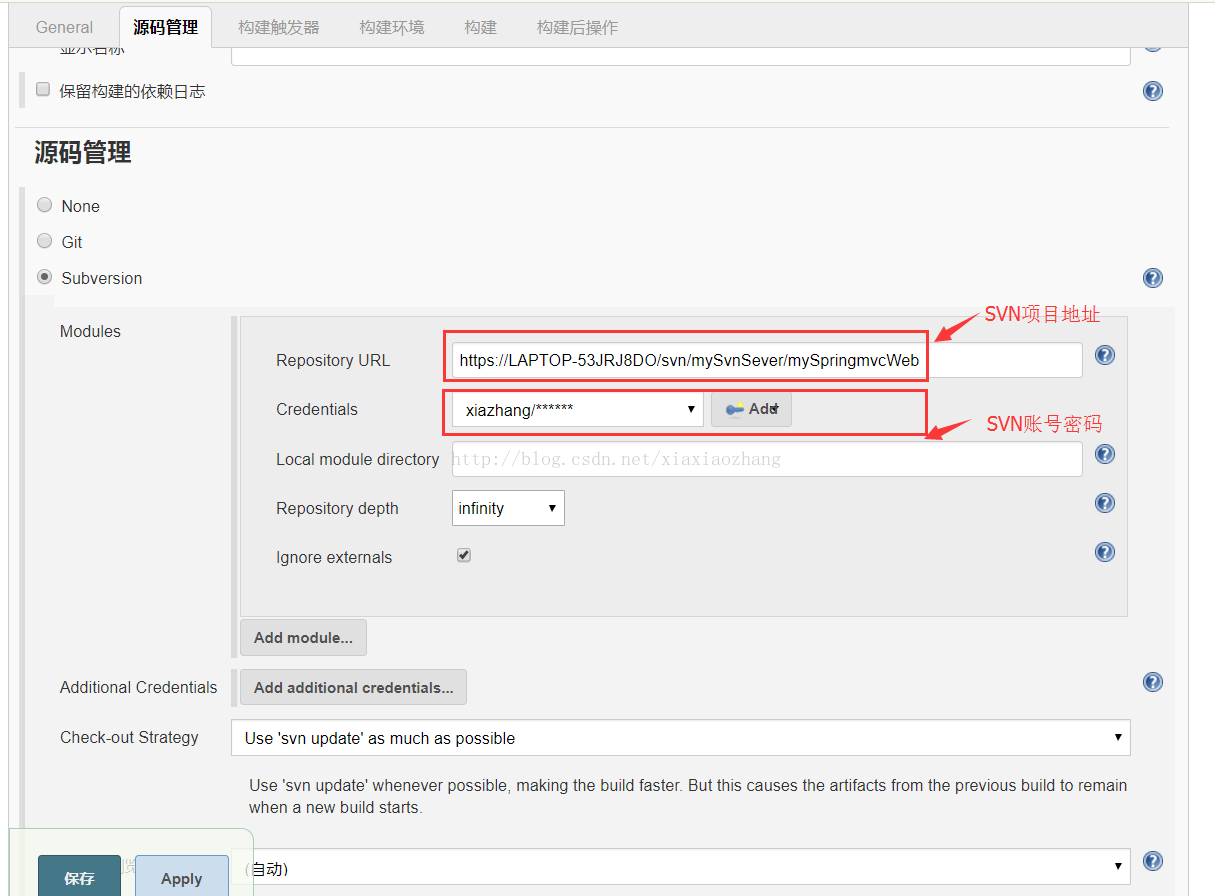 General 源码管理 构建触发器 构建环境 构建 构建后操作
显示名称
保留构建的依赖日志
源码管理
None
Git
Subversion
SVN项目地址
Modules
Repository URL https://LAPTOP-53JRJ8DO/svn/mySvnSever/mySpringmvcWeb
Credentials xiazhang/****** Add
SVN账号密码
Local module directory http://blog.csdn.net/xiaxiaozhang
Repository depth infinity
Ignore externals
Add module...
Additional Credentials Add additional credentials...
Check-out Strategy Use 'svn update' as much as possible
Use 'svn update' whenever possible, making the build faster. But this causes the artifacts from the previous build to remain
when a new build starts.
(自动)
保存 Apply